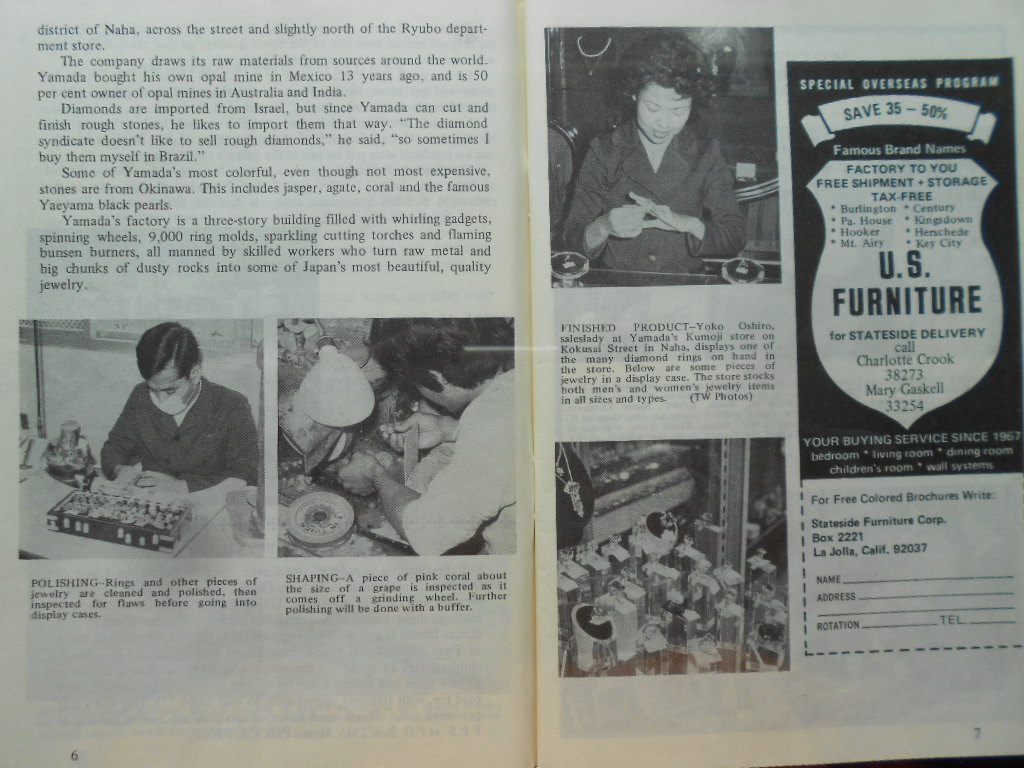 district of Naha, across the street and slightly north of the Ryubo depart-
ment store.
The company draws its raw materials from sources around the world.
Yamada bought his own opal mine in Mexico 13 years ago, and is 50
per cent owner of opal mines in Australia and India.
Diamonds are imported from Israel, but since Yamada can cut and
finish rough stones, he likes to import them that way. “The diamond
syndicate doesn’t like to sell rough diamonds,” he said, “so sometimes I
buy them myself in Brazil.”
Some of Yamada’s most colorful, even though not most expensive,
stones are from Okinawa. This includes jasper, agate, coral and the famous
Yaeyama black pearls.
Yamada’s factory is a three-story building filled with whirling gadgets,
spinning wheels, 9,000 ring molds, sparkling cutting torches and flaming
bunsen burners, all manned by skilled workers who turn raw metal and
big chunks of dusty rocks into some of Japan’s most beautiful, quality
jewelry.
POLISHING--Rings and other pieces of
jewelry are cleaned and polished, then
inspected for flaws before going into
display cases.
SHAPING--A piece of pink coral about
the size of a grape is inspected as it
comes off a grinding wheel. Further
polishing will be done with a buffer.
6
FINISHED PRODUCT--Yoko Oshiro,
saleslady at Yamada’s Kumoji store on
Kokusai Street in Naha, displays one of
the many diamond rings on hand in
the store. Below are some pieces of
jewelry in a display case. The store stocks
both men’s and women’s jewelry items
in all sizes and types. (TW Photos)
SPECIAL OVERSEAS PROGRAM
SAVE 35 – 50%
Famous Brand Names
FACTORY TO YOU
FREE SHIPMENT + STORAGE
TAX-FREE
* Burlington * Century
* Pa. House * Kingsdown
* Hooker * Herschede
* Mt. Airy * Key City
U.S.
FURNITURE
for STATESIDE DELIVERY
call
Charlotte Crook
38273
Mary Gaskell
33254
YOUR BUYING SERVICE SINCE 1967
bedroom * living room * dining room
children's room * wall systems
For Free Colored Brochures Write:
Stateside Furniture Corp.
Box 2221
La Jolla, Calif. 92037
NAME
ADDRESS
ROTATION TEL.
7